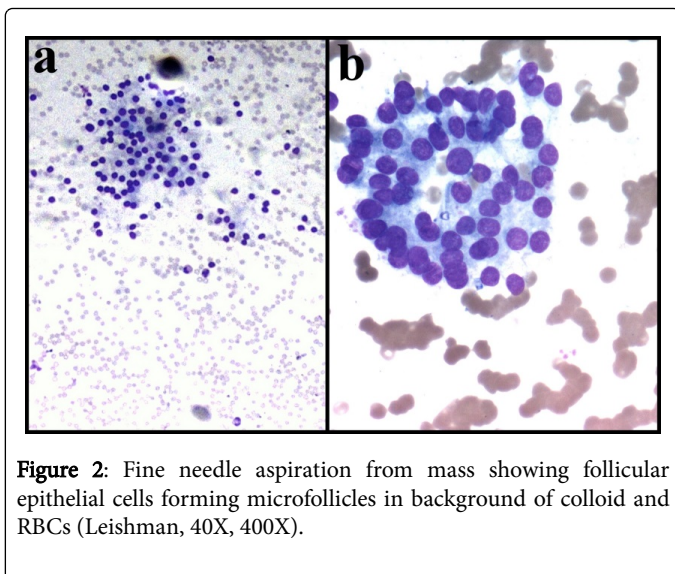 a b
Figure 2: Fine needle aspiration from mass showing follicular
epithelial cells forming microfollicles in background of colloid and
RBCs (Leishman, 40X, 400X).